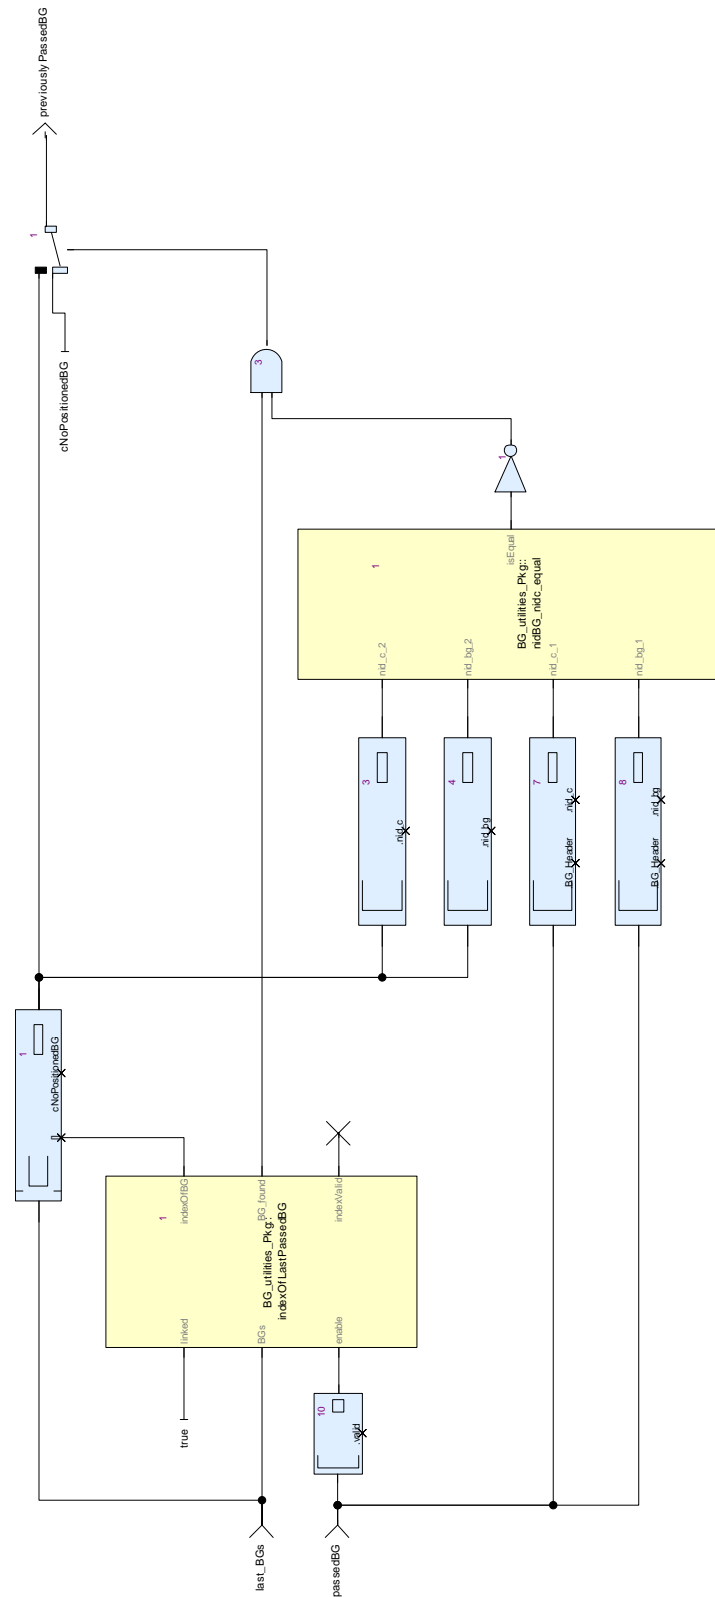 previouslyPassedBG
1
cNoPositionedBG
3
1
isEqual
1
BG_utilities_Pkg::
nidBG_nidc_equal
nid_c_2
nid_bg_2
nid_c_1
nid_bg_1
3
.nid_c
4
.nid_bg
7
BG_Header
.nid_c
8
BG_Header
.nid_bg
1
cNoPositionedBG
1
indexOfBG
BG_found
indexValid
BG_utilities_Pkg::
indexOfLastPassedBG
linked
BGs
enable
true
10
.valid
last_BGs
passedBG